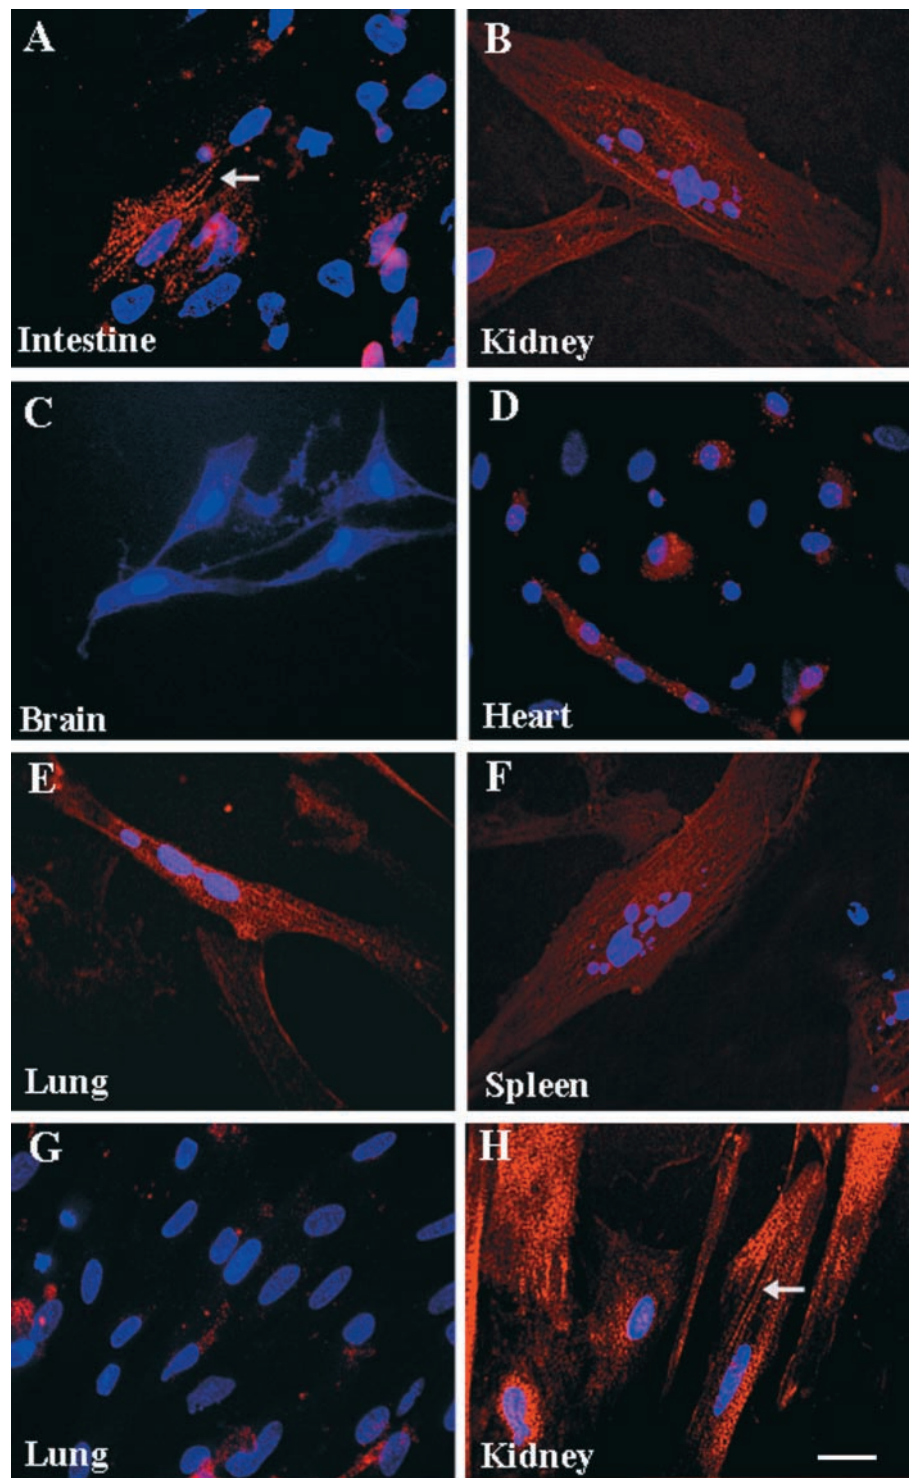 A
Intestine
B
Kidney
C
Brain
D
Heart
E
Lung
F
Spleen
G
Lung
H
Kidney